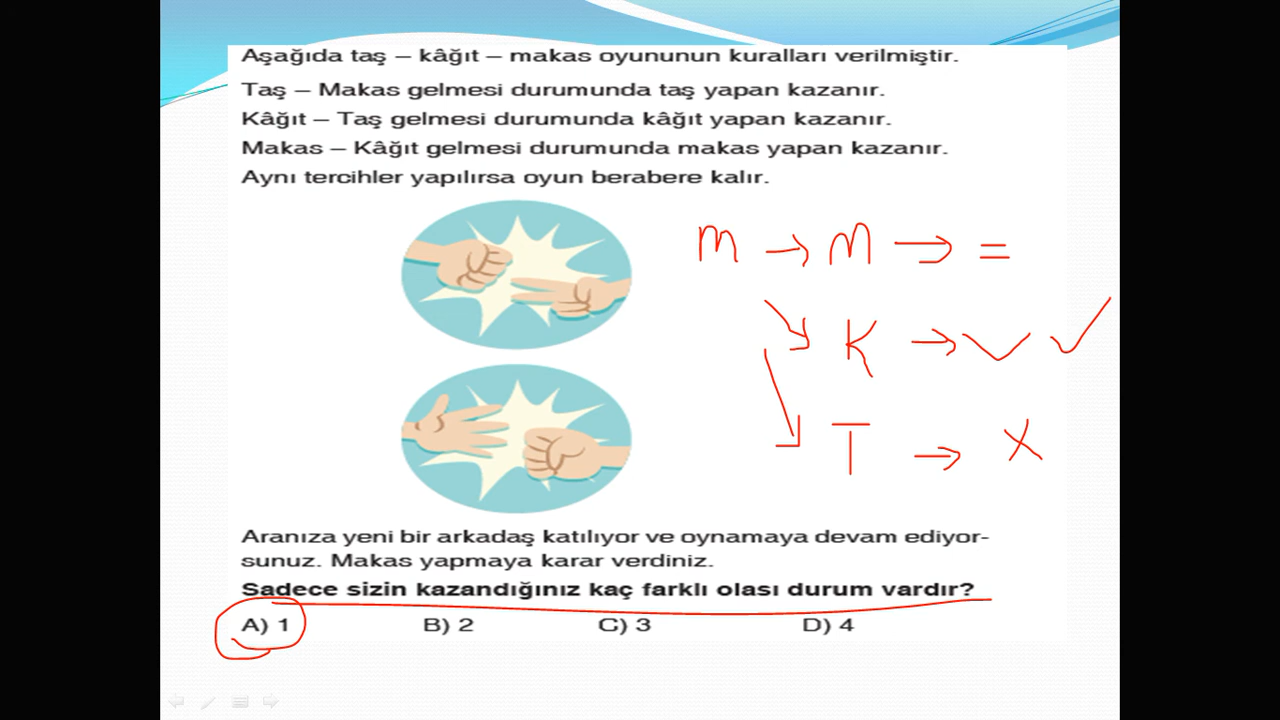 Aşağıda taş – kâğıt – makas oyununun kuralları verilmiştir.
Taş – Makas gelmesi durumunda taş yapan kazanır.
Kâğıt – Taş gelmesi durumunda kâğıt yapan kazanır.
Makas – Kâğıt gelmesi durumunda makas yapan kazanır.
Aynı tercihler yapılırsa oyun berabere kalır.
M → M → =
K → ✓ ✓
T → X
Aranıza yeni bir arkadaş katılıyor ve oynamaya devam ediyor-
sunuz. Makas yapmaya karar verdiniz.
Sadece sizin kazandığınız kaç farklı olası durum vardır?
A) 1 B) 2 C) 3 D) 4